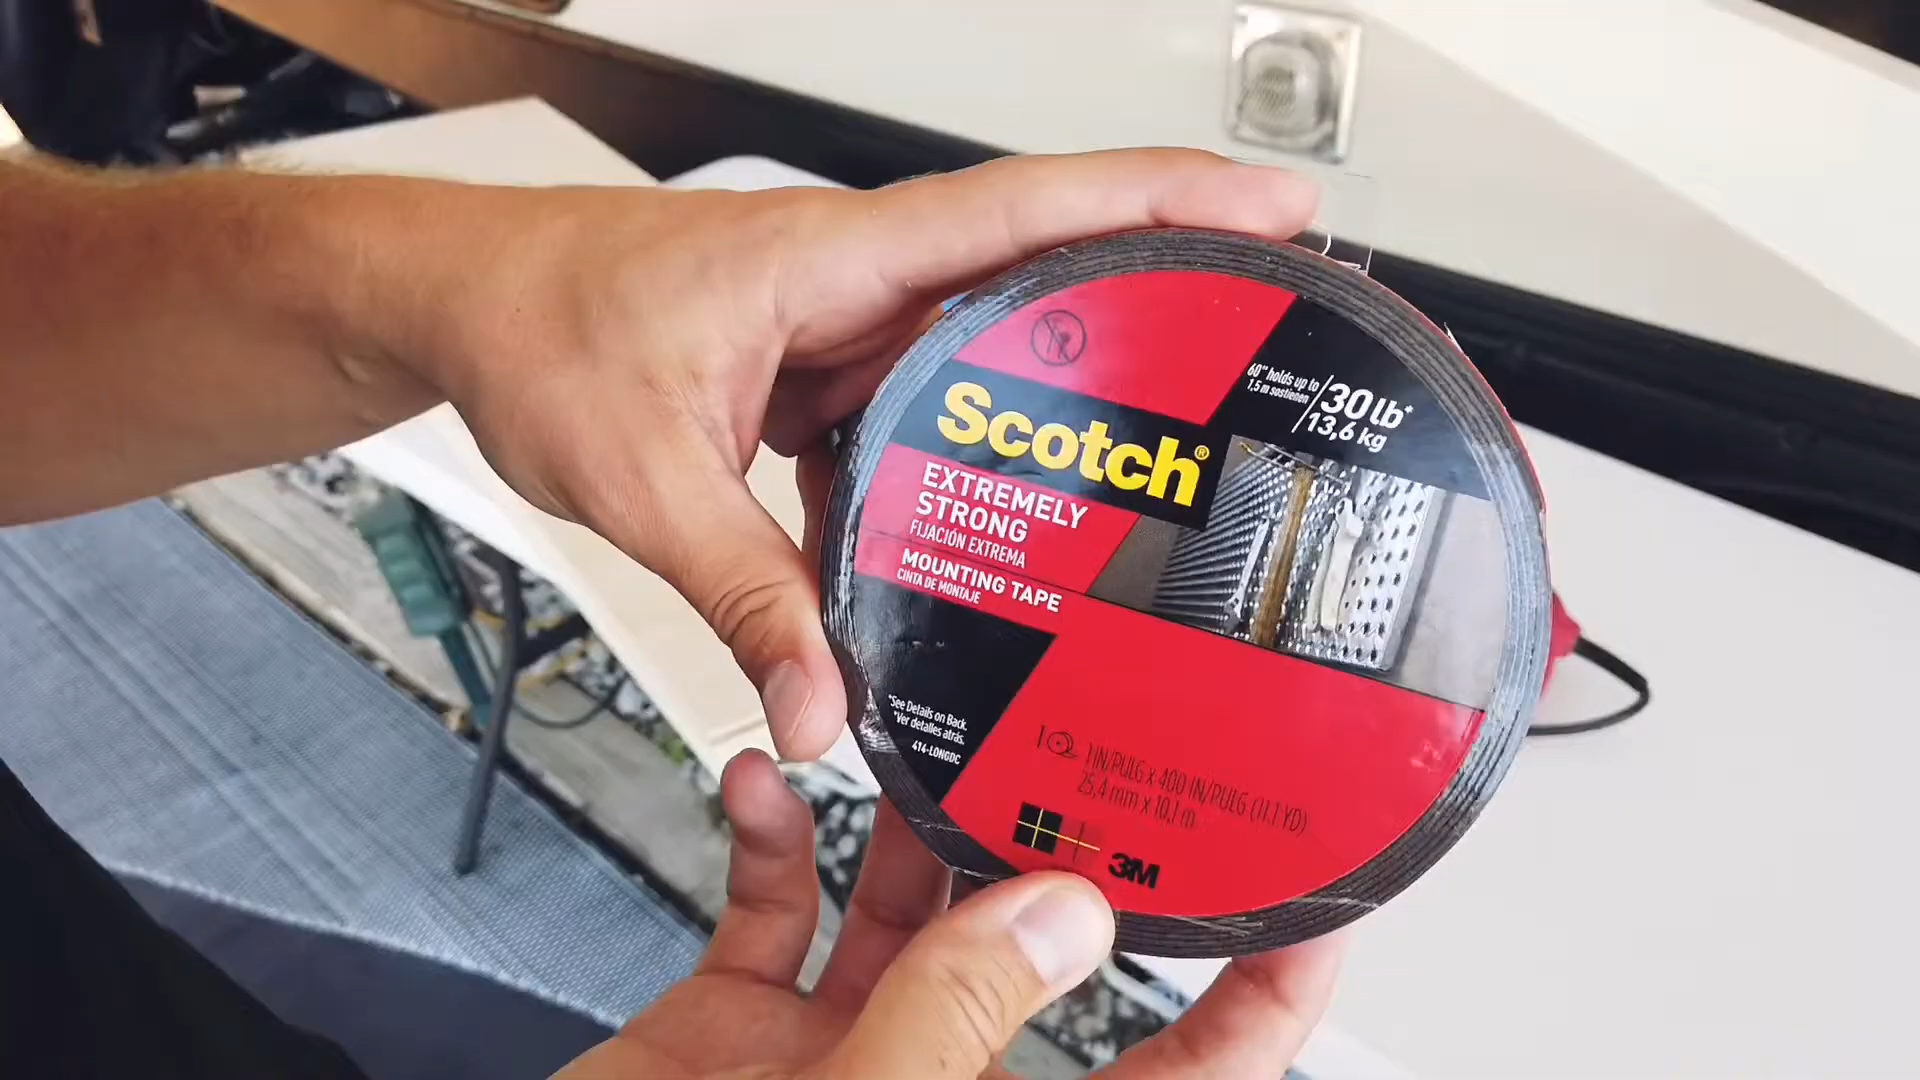 60" holds up to
1,5 m sostienen
30 lb*
13,6 kg
Scotch®
EXTREMELY
STRONG
FIJACIÓN EXTREMA
MOUNTING TAPE
CINTA DE MONTAJE
*See Details on Back.
*Ver detalles atrás.
414-LONGDC
1 IN/PULG x 400 IN/PULG (11.1 YD)
25,4 mm x 10,1 m
3M